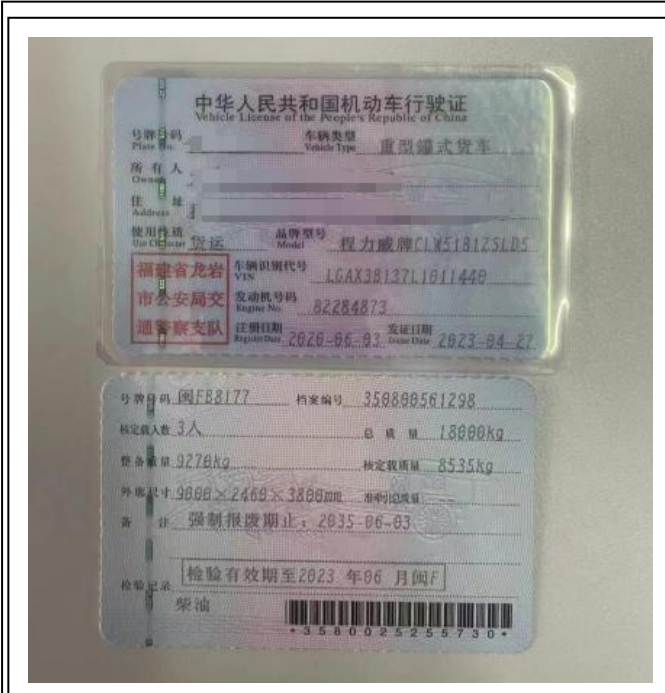 中华人民共和国机动车行驶证
Vehicle License of the People's Republic of China
号牌号码 车辆类型 重型罐式货车
Plate No. Vehicle Type
所有人
Owner
住址
Address
使用性质 货运 品牌型号 程力威牌CLW5181ZSLD5
Use Character Model
福建省龙岩
市公安局交
通警察支队
车辆识别代号 LGAX3B137L1011440
VIN
发动机号码 82284873
Engine No.
注册日期 2020-06-03 发证日期 2023-04-27
Register Date Issue Date
号牌号码 闽FB8177 档案编号 350800561298
核定载人数 3人 总质量 18000kg
整备质量 9270kg 核定载质量 8535kg
外廓尺寸 9000×2460×3800mm 准牵引总质量 --
备注 强制报废期止:2035-06-03
检验记录 检验有效期至2023年06月闽F
柴油
*3580025255730*